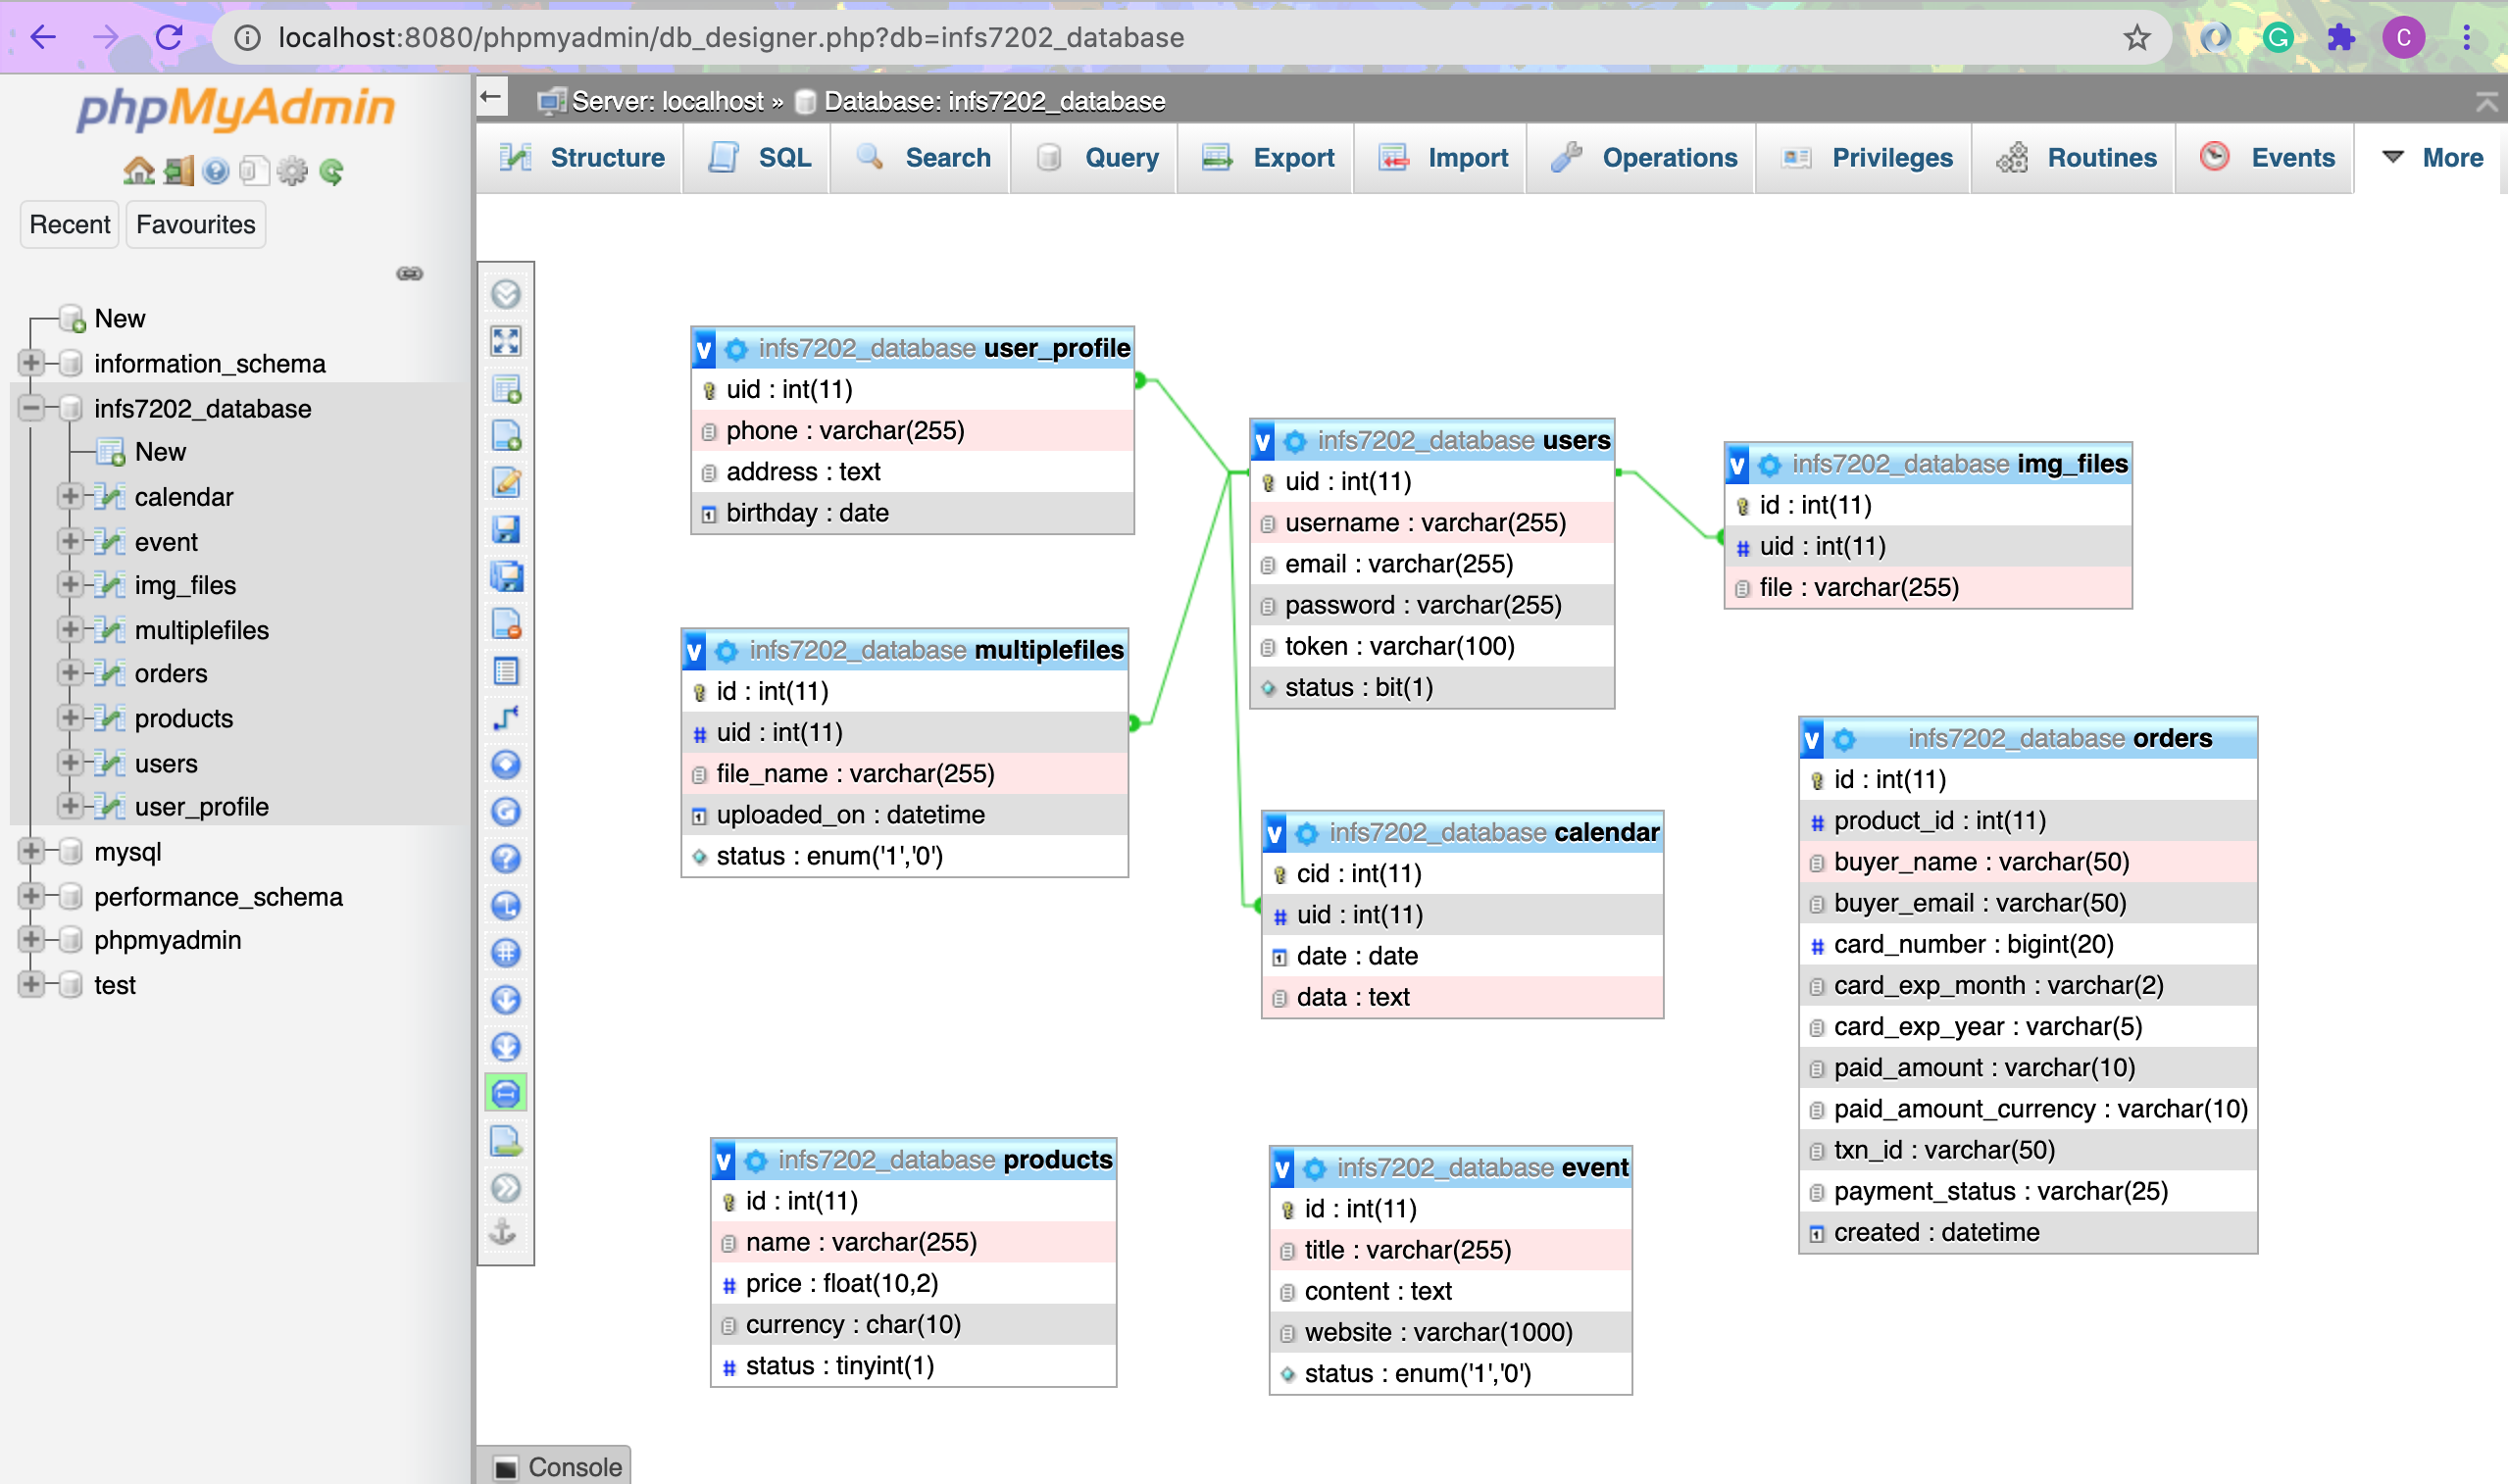 localhost:8080/phpmyadmin/db_designer.php?db=infs7202_database
G
C
phpMyAdmin
Server: localhost » Database: infs7202_database
Structure SQL Search Query Export Import Operations Privileges Routines Events More
Recent Favourites
New
information_schema
infs7202_database
New
calendar
event
img_files
multiplefiles
orders
products
users
user_profile
mysql
performance_schema
phpmyadmin
test
v infs7202_database user_profile
uid : int(11)
phone : varchar(255)
address : text
birthday : date
v infs7202_database users
uid : int(11)
username : varchar(255)
email : varchar(255)
password : varchar(255)
token : varchar(100)
status : bit(1)
v infs7202_database img_files
id : int(11)
# uid : int(11)
file : varchar(255)
v infs7202_database multiplefiles
id : int(11)
# uid : int(11)
file_name : varchar(255)
uploaded_on : datetime
status : enum('1','0')
v infs7202_database orders
id : int(11)
# product_id : int(11)
buyer_name : varchar(50)
buyer_email : varchar(50)
# card_number : bigint(20)
card_exp_month : varchar(2)
card_exp_year : varchar(5)
paid_amount : varchar(10)
paid_amount_currency : varchar(10)
txn_id : varchar(50)
payment_status : varchar(25)
created : datetime
v infs7202_database calendar
cid : int(11)
# uid : int(11)
date : date
data : text
v infs7202_database products
id : int(11)
name : varchar(255)
# price : float(10,2)
currency : char(10)
# status : tinyint(1)
v infs7202_database event
id : int(11)
title : varchar(255)
content : text
website : varchar(1000)
status : enum('1','0')
Console